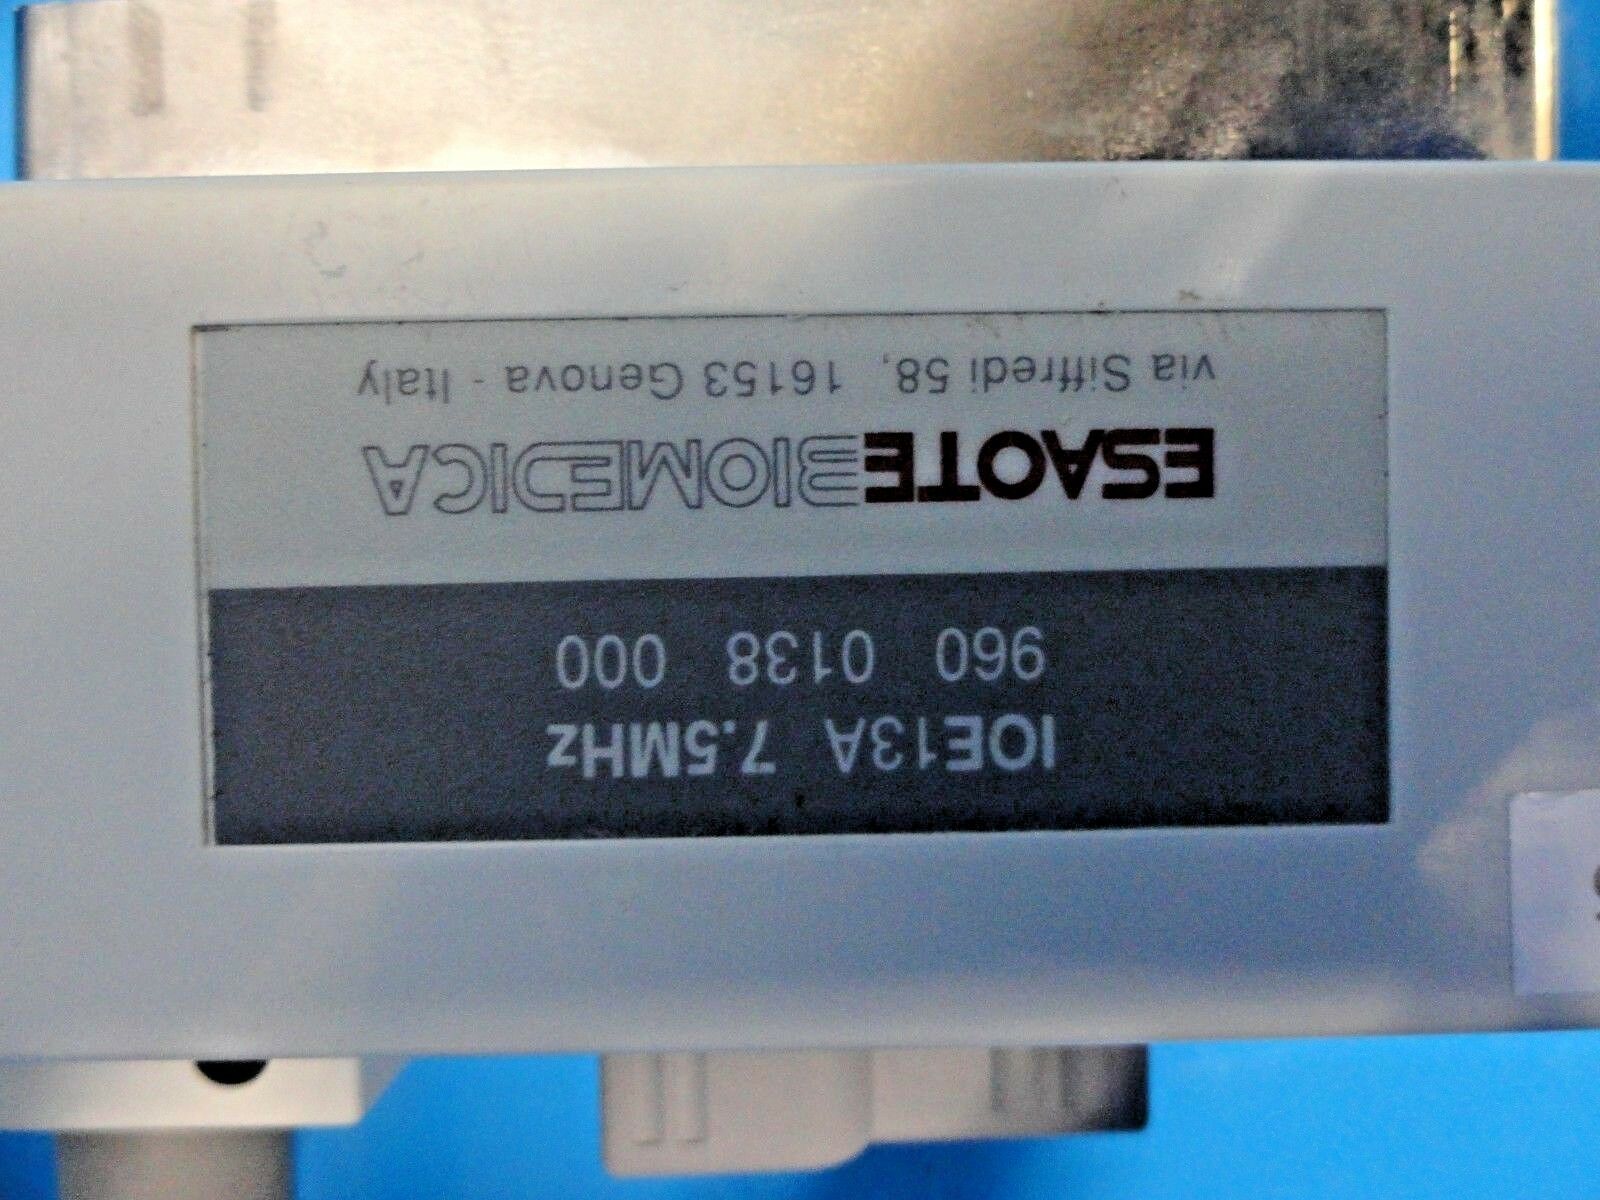 IOE13A 7.5MHz
960 0138 000
ESAOTEBIOMEDICA
via Siffredi 58, 16153 Genova - Italy